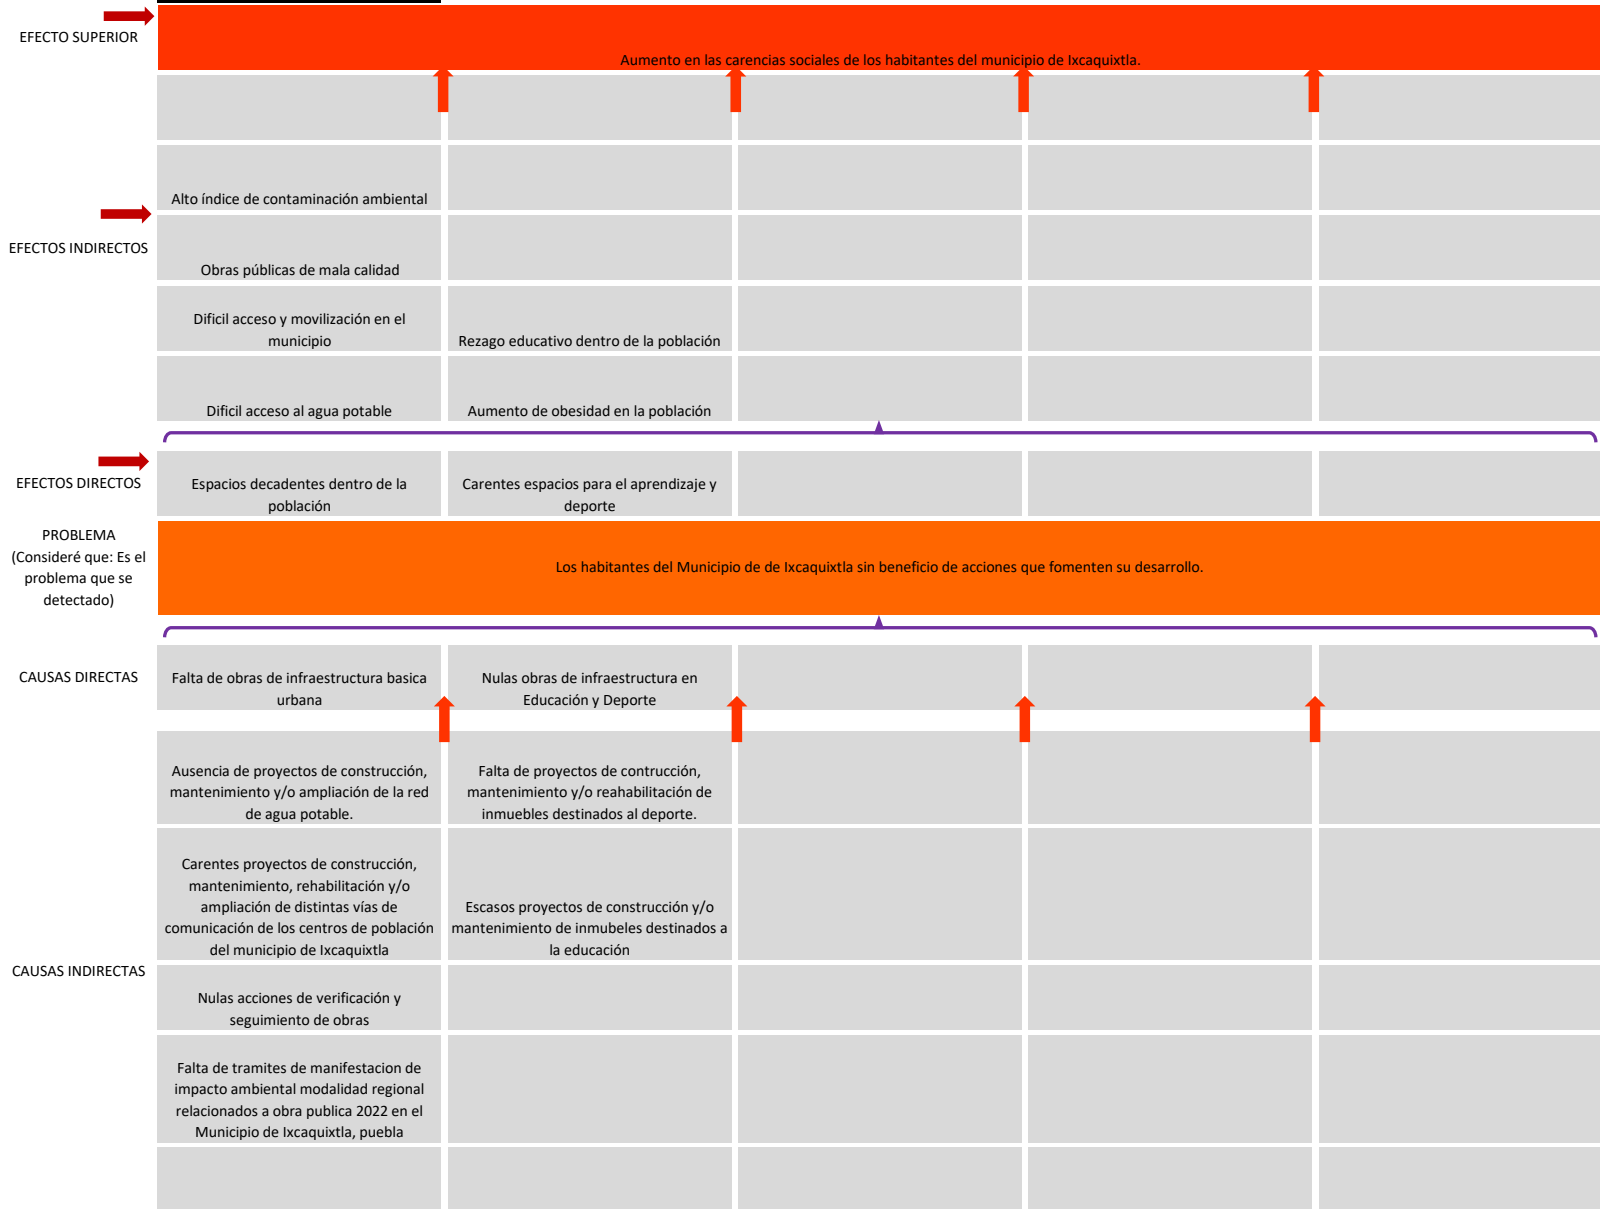 EFECTO SUPERIOR
Aumento en las carencias sociales de los habitantes del municipio de Ixcaquixtla.
Alto índice de contaminación ambiental
EFECTOS INDIRECTOS
Obras públicas de mala calidad
Dificil acceso y movilización en el
municipio
Rezago educativo dentro de la población
Dificil acceso al agua potable
Aumento de obesidad en la población
EFECTOS DIRECTOS
Espacios decadentes dentro de la
población
Carentes espacios para el aprendizaje y
deporte
PROBLEMA
(Consideré que: Es el
problema que se
detectado)
Los habitantes del Municipio de de Ixcaquixtla sin beneficio de acciones que fomenten su desarrollo.
CAUSAS DIRECTAS
Falta de obras de infraestructura basica
urbana
Nulas obras de infraestructura en
Educación y Deporte
Ausencia de proyectos de construcción,
mantenimiento y/o ampliación de la red
de agua potable.
Falta de proyectos de contrucción,
mantenimiento y/o reahabilitación de
inmuebles destinados al deporte.
Carentes proyectos de construcción,
mantenimiento, rehabilitación y/o
ampliación de distintas vías de
comunicación de los centros de población
del municipio de Ixcaquixtla
Escasos proyectos de construcción y/o
mantenimiento de inmubeles destinados a
la educación
CAUSAS INDIRECTAS
Nulas acciones de verificación y
seguimiento de obras
Falta de tramites de manifestacion de
impacto ambiental modalidad regional
relacionados a obra publica 2022 en el
Municipio de Ixcaquixtla, puebla